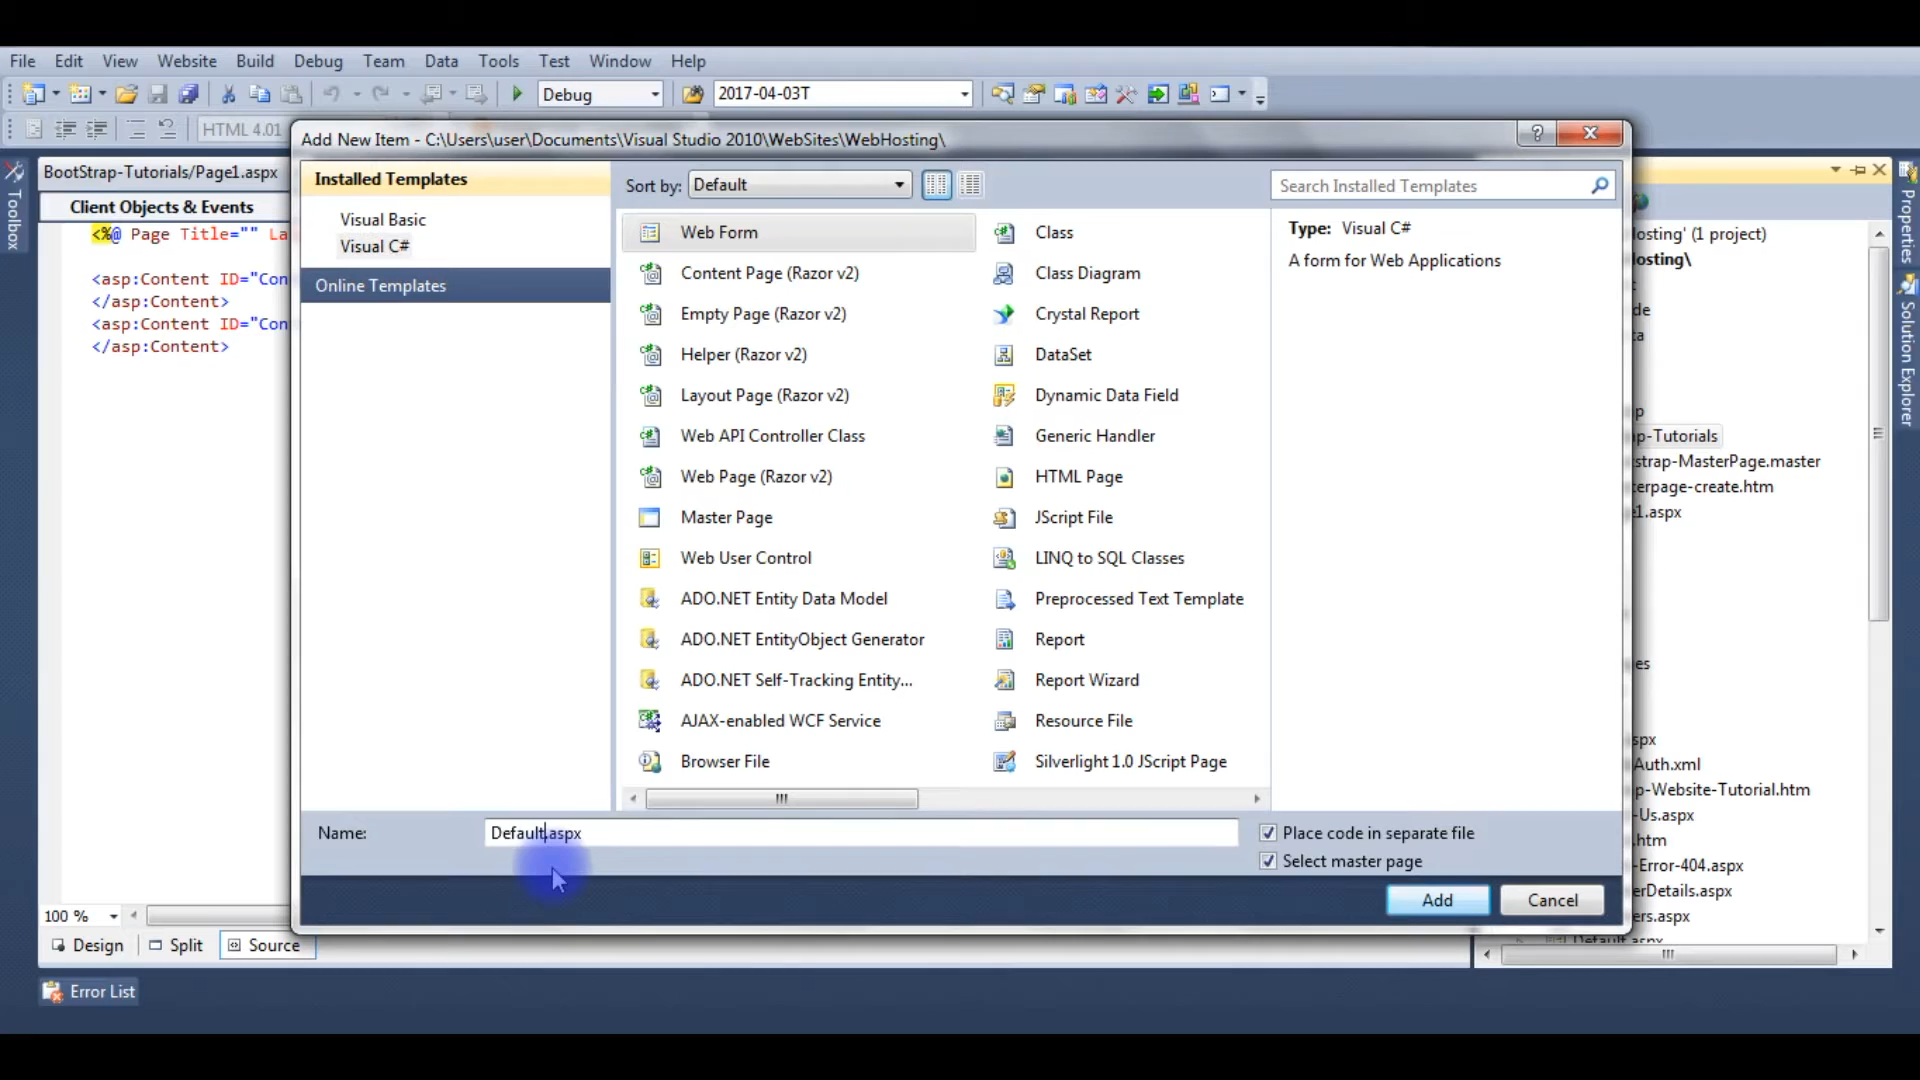 File Edit View Website Build Debug Team Data Tools Test Window Help
Debug 2017-04-03T
HTML 4.01
Add New Item - C:\Users\user\Documents\Visual Studio 2010\WebSites\WebHosting\
Toolbox
BootStrap-Tutorials/Page1.aspx
Client Objects & Events
<%@ Page Title="" La
<asp:Content ID="Con
</asp:Content>
<asp:Content ID="Con
</asp:Content>
Installed Templates
Visual Basic
Visual C#
Online Templates
Sort by: Default
Search Installed Templates
Web Form
Content Page (Razor v2)
Empty Page (Razor v2)
Helper (Razor v2)
Layout Page (Razor v2)
Web API Controller Class
Web Page (Razor v2)
Master Page
Web User Control
ADO.NET Entity Data Model
ADO.NET EntityObject Generator
ADO.NET Self-Tracking Entity...
AJAX-enabled WCF Service
Browser File
Class
Class Diagram
Crystal Report
DataSet
Dynamic Data Field
Generic Handler
HTML Page
JScript File
LINQ to SQL Classes
Preprocessed Text Template
Report
Report Wizard
Resource File
Silverlight 1.0 JScript Page
Type: Visual C#
A form for Web Applications
Name: Default.aspx
Place code in separate file
Select master page
Add Cancel
osting' (1 project)
osting\
t
de
ta
p
p-Tutorials
strap-MasterPage.master
terpage-create.htm
e1.aspx
es
spx
Auth.xml
p-Website-Tutorial.htm
-Us.aspx
.htm
-Error-404.aspx
erDetails.aspx
ers.aspx
Default.aspx
Properties
Solution Explorer
100 %
Design Split Source
Error List